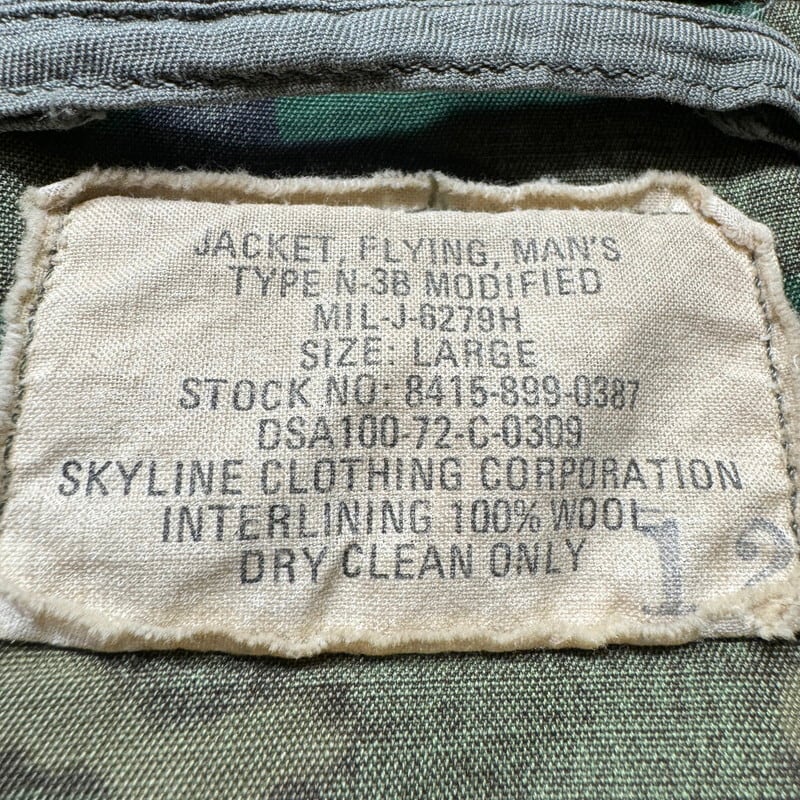 JACKET, FLYING, MAN'S
TYPE N-3B MODIFIED
MIL-J-6279H
SIZE: LARGE
STOCK NO: 8415-899-0387
DSA100-72-C-0309
SKYLINE CLOTHING CORPORATION
INTERLINING 100% WOOL
DRY CLEAN ONLY
12